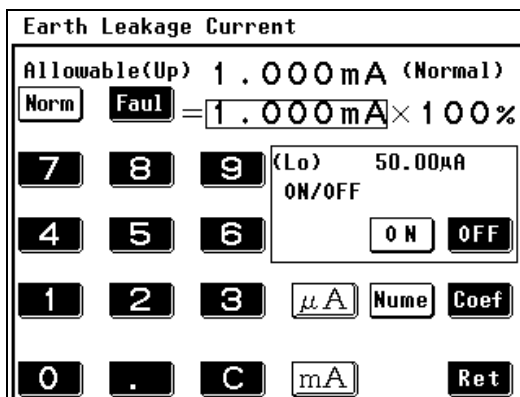 Earth Leakage Current
Allowable(Up) 1.000mA (Normal)
Norm Faul =1.000mA×100%
7 8 9 (Lo) 50.00μA
ON/OFF
4 5 6 ON OFF
1 2 3 μA Nume Coef
0 . C mA Ret